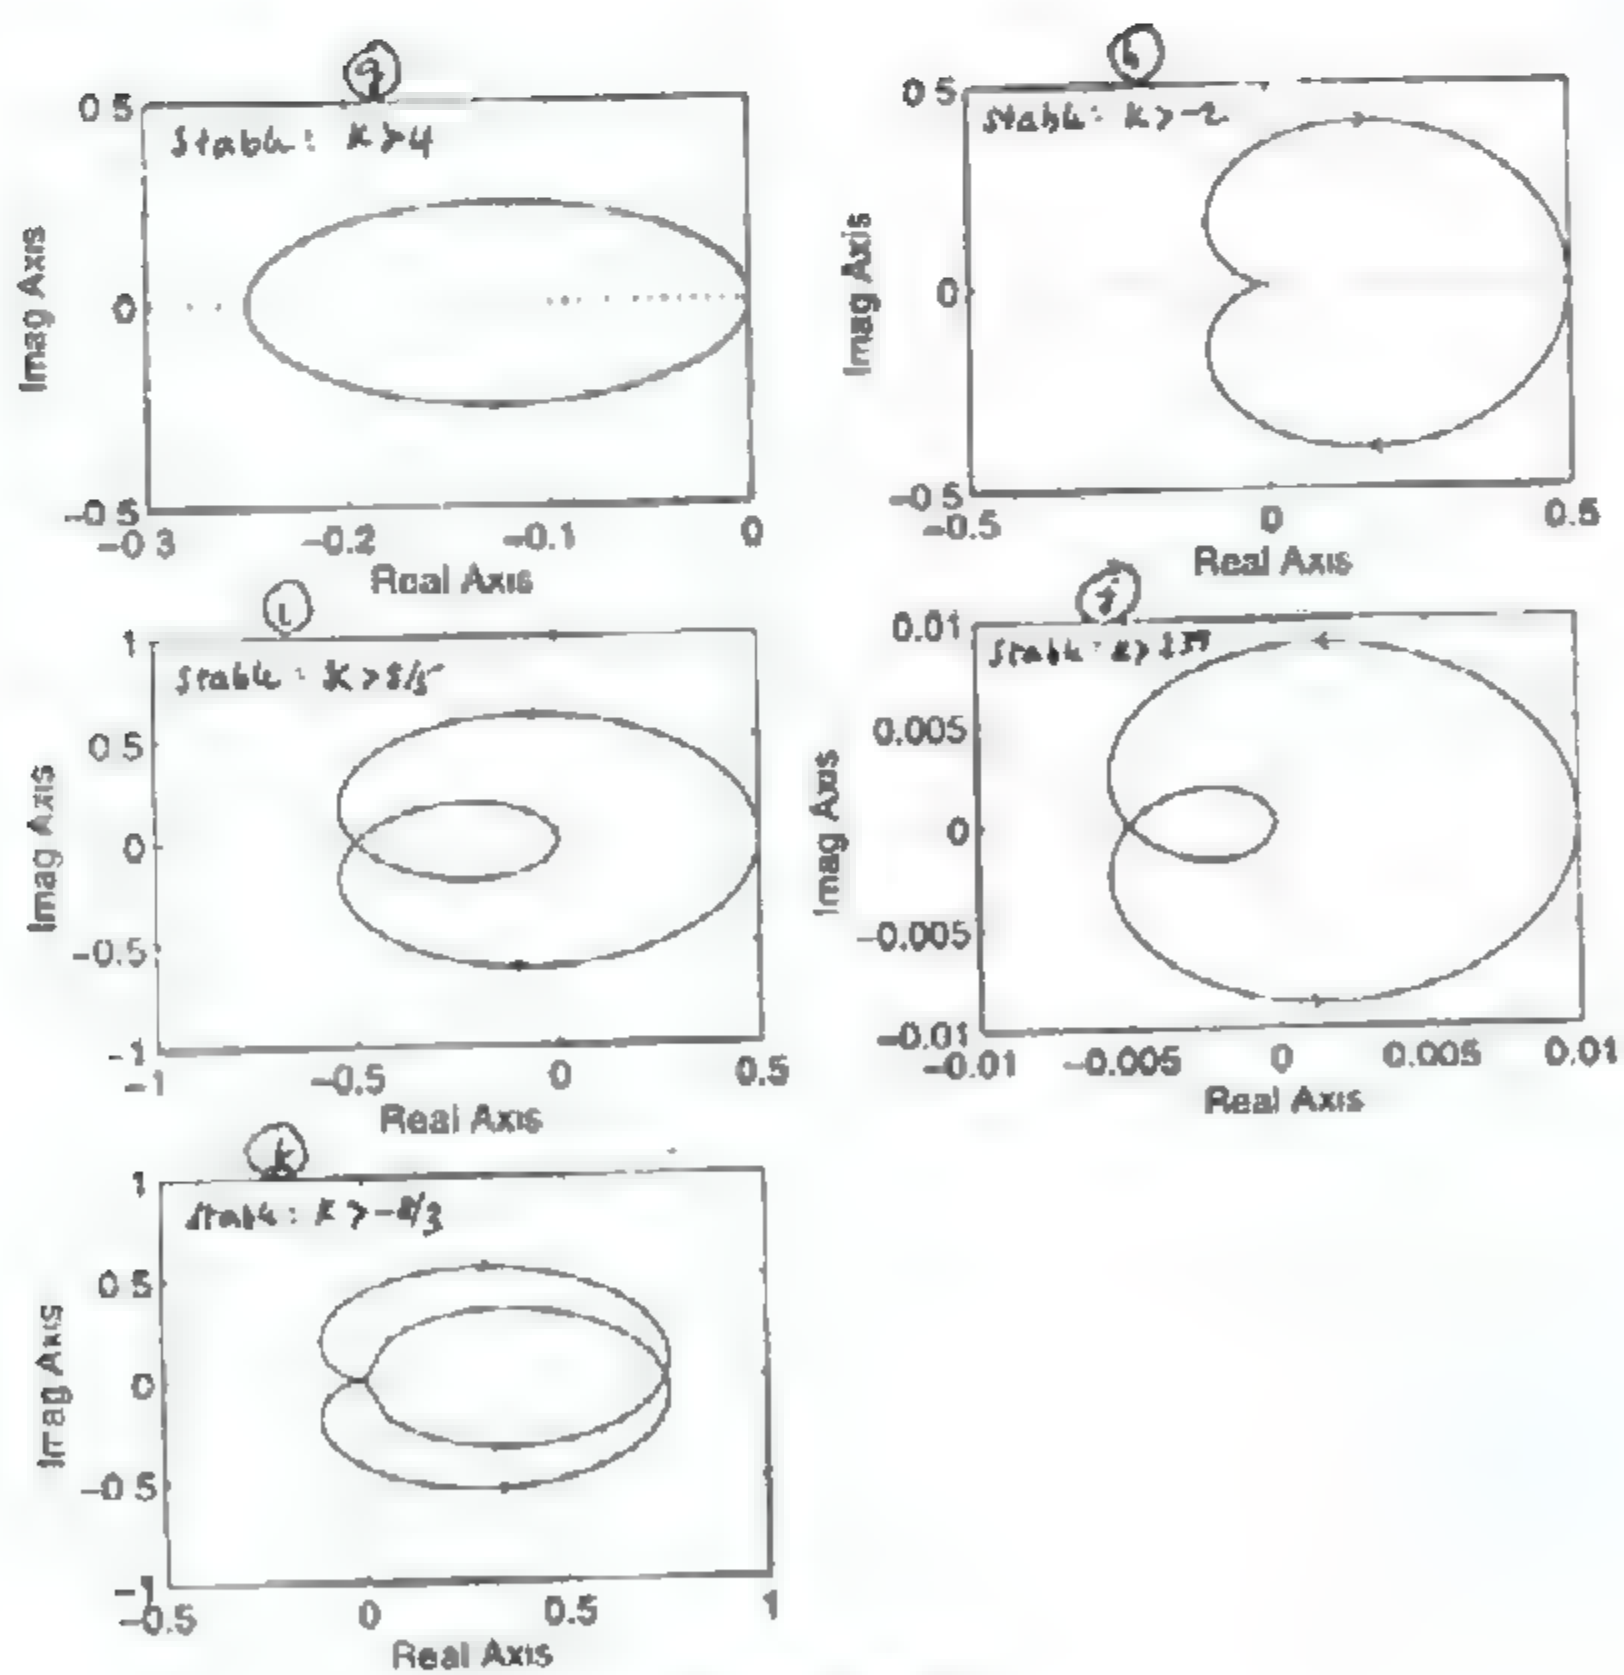 g
0.5
Stable: K>4
Imag Axis
0
-0.5
-0.3 -0.2 -0.1 0
Real Axis
h
0.5
Stable: K>-2
Imag Axis
0
-0.5
-0.5 0 0.5
Real Axis
i
1
Stable: K>8/5
0.5
Imag Axis
0
-0.5
-1
-1 -0.5 0 0.5
Real Axis
j
0.01
Stable: K>
0.005
Imag Axis
0
-0.005
-0.01
-0.01 -0.005 0 0.005 0.01
Real Axis
k
1
Stable: K>-8/3
0.5
Imag Axis
0
-0.5
-1
-0.5 0 0.5 1
Real Axis